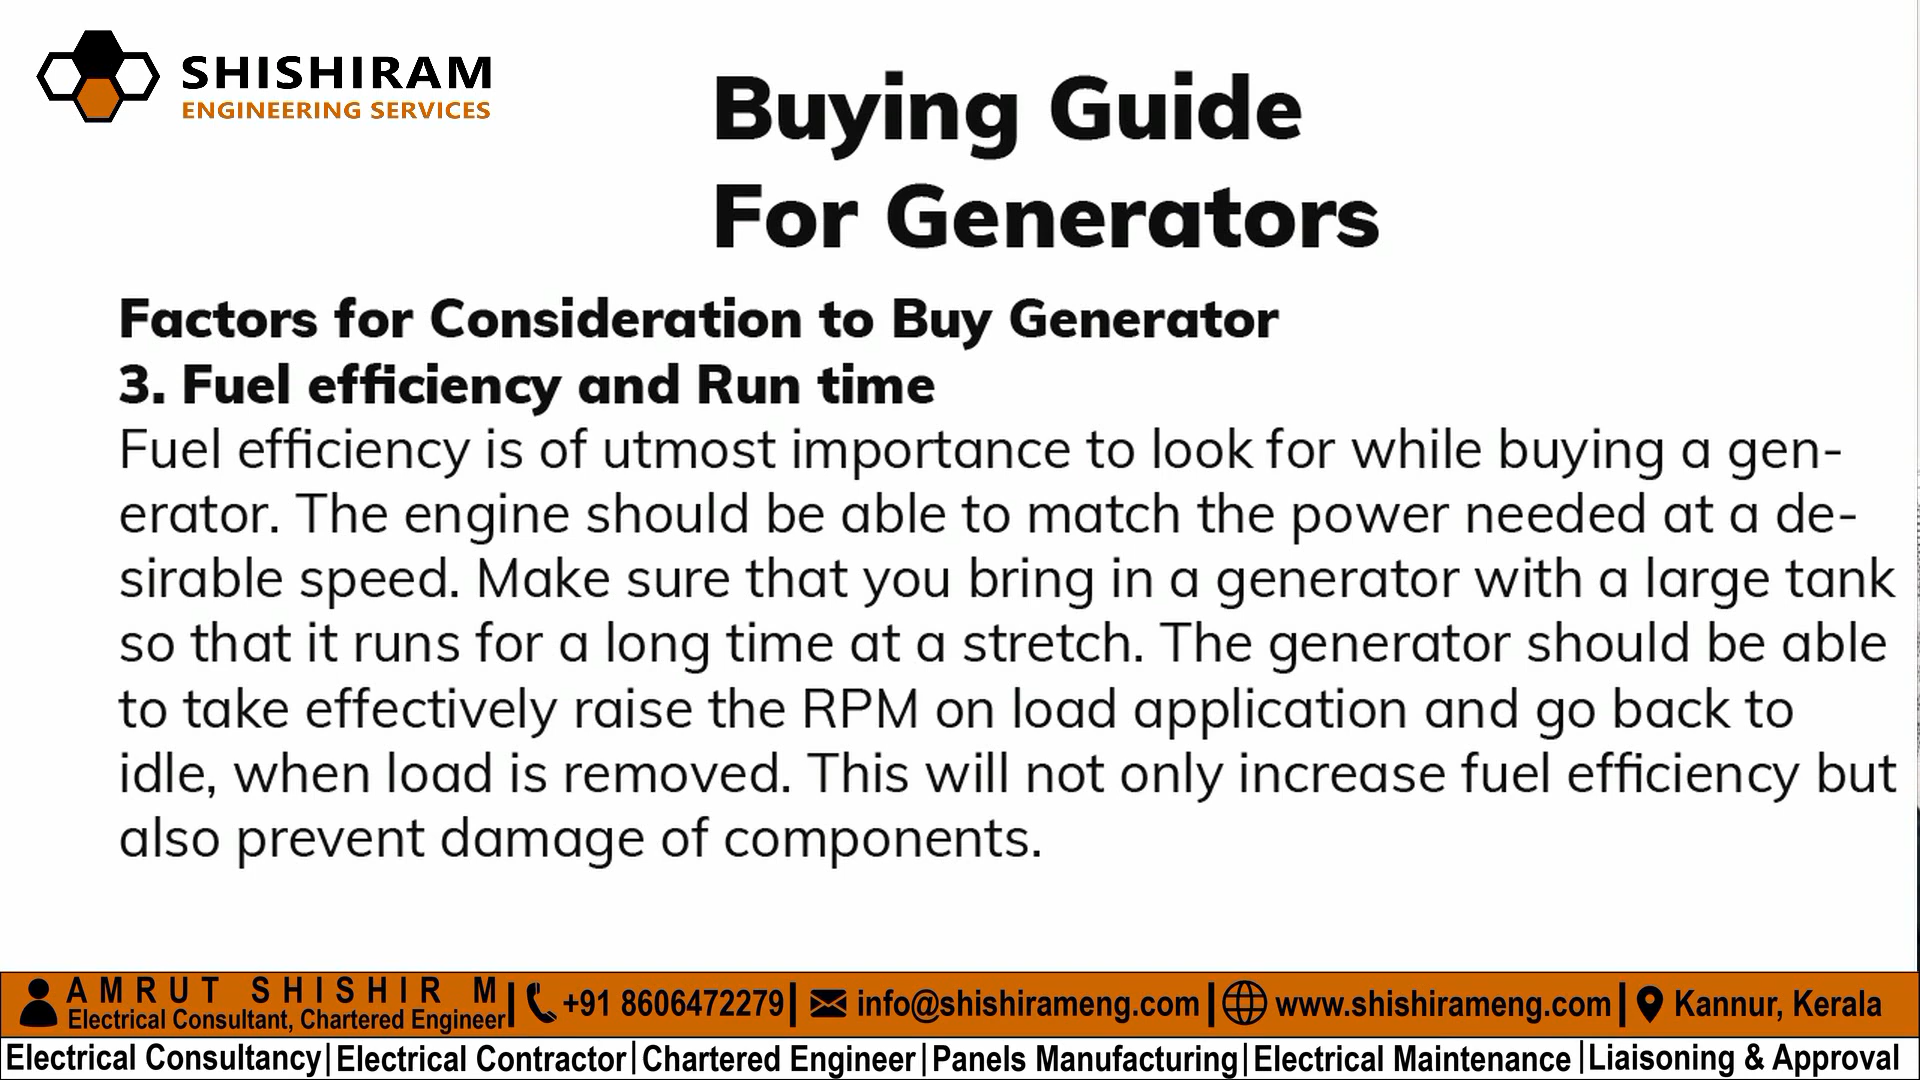 SHISHIRAM
ENGINEERING SERVICES
Buying Guide
For Generators
Factors for Consideration to Buy Generator
3. Fuel efficiency and Run time
Fuel efficiency is of utmost importance to look for while buying a gen-
erator. The engine should be able to match the power needed at a de-
sirable speed. Make sure that you bring in a generator with a large tank
so that it runs for a long time at a stretch. The generator should be able
to take effectively raise the RPM on load application and go back to
idle, when load is removed. This will not only increase fuel efficiency but
also prevent damage of components.
AMRUT SHISHIR M
Electrical Consultant, Chartered Engineer
+91 8606472279
info@shishirameng.com
www.shishirameng.com
Kannur, Kerala
Electrical Consultancy|Electrical Contractor|Chartered Engineer|Panels Manufacturing|Electrical Maintenance|Liaisoning & Approval